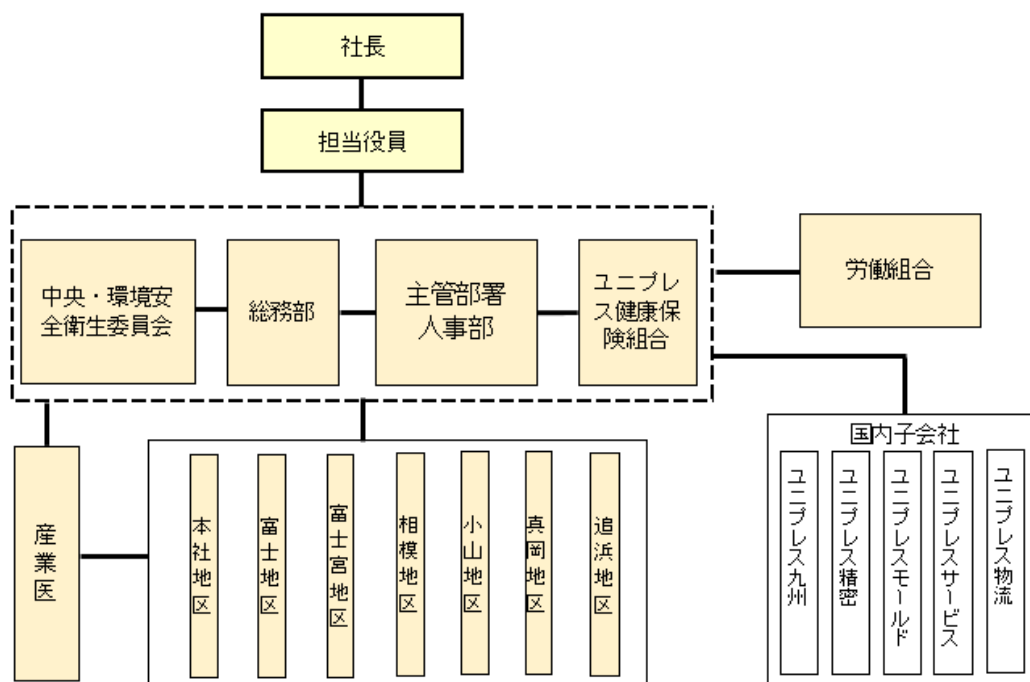 社長
担当役員
中央・環境安
全衛生委員会
総務部
主管部署
人事部
ユニプレ
ス健康保
険組合
労働組合
産業医
本社地区
富士地区
富士宮地区
相模地区
小山地区
真岡地区
追浜地区
国内子会社
ユニプレス九州
ユニプレス精密
ユニプレスモールド
ユニプレスサービス
ユニプレス物流